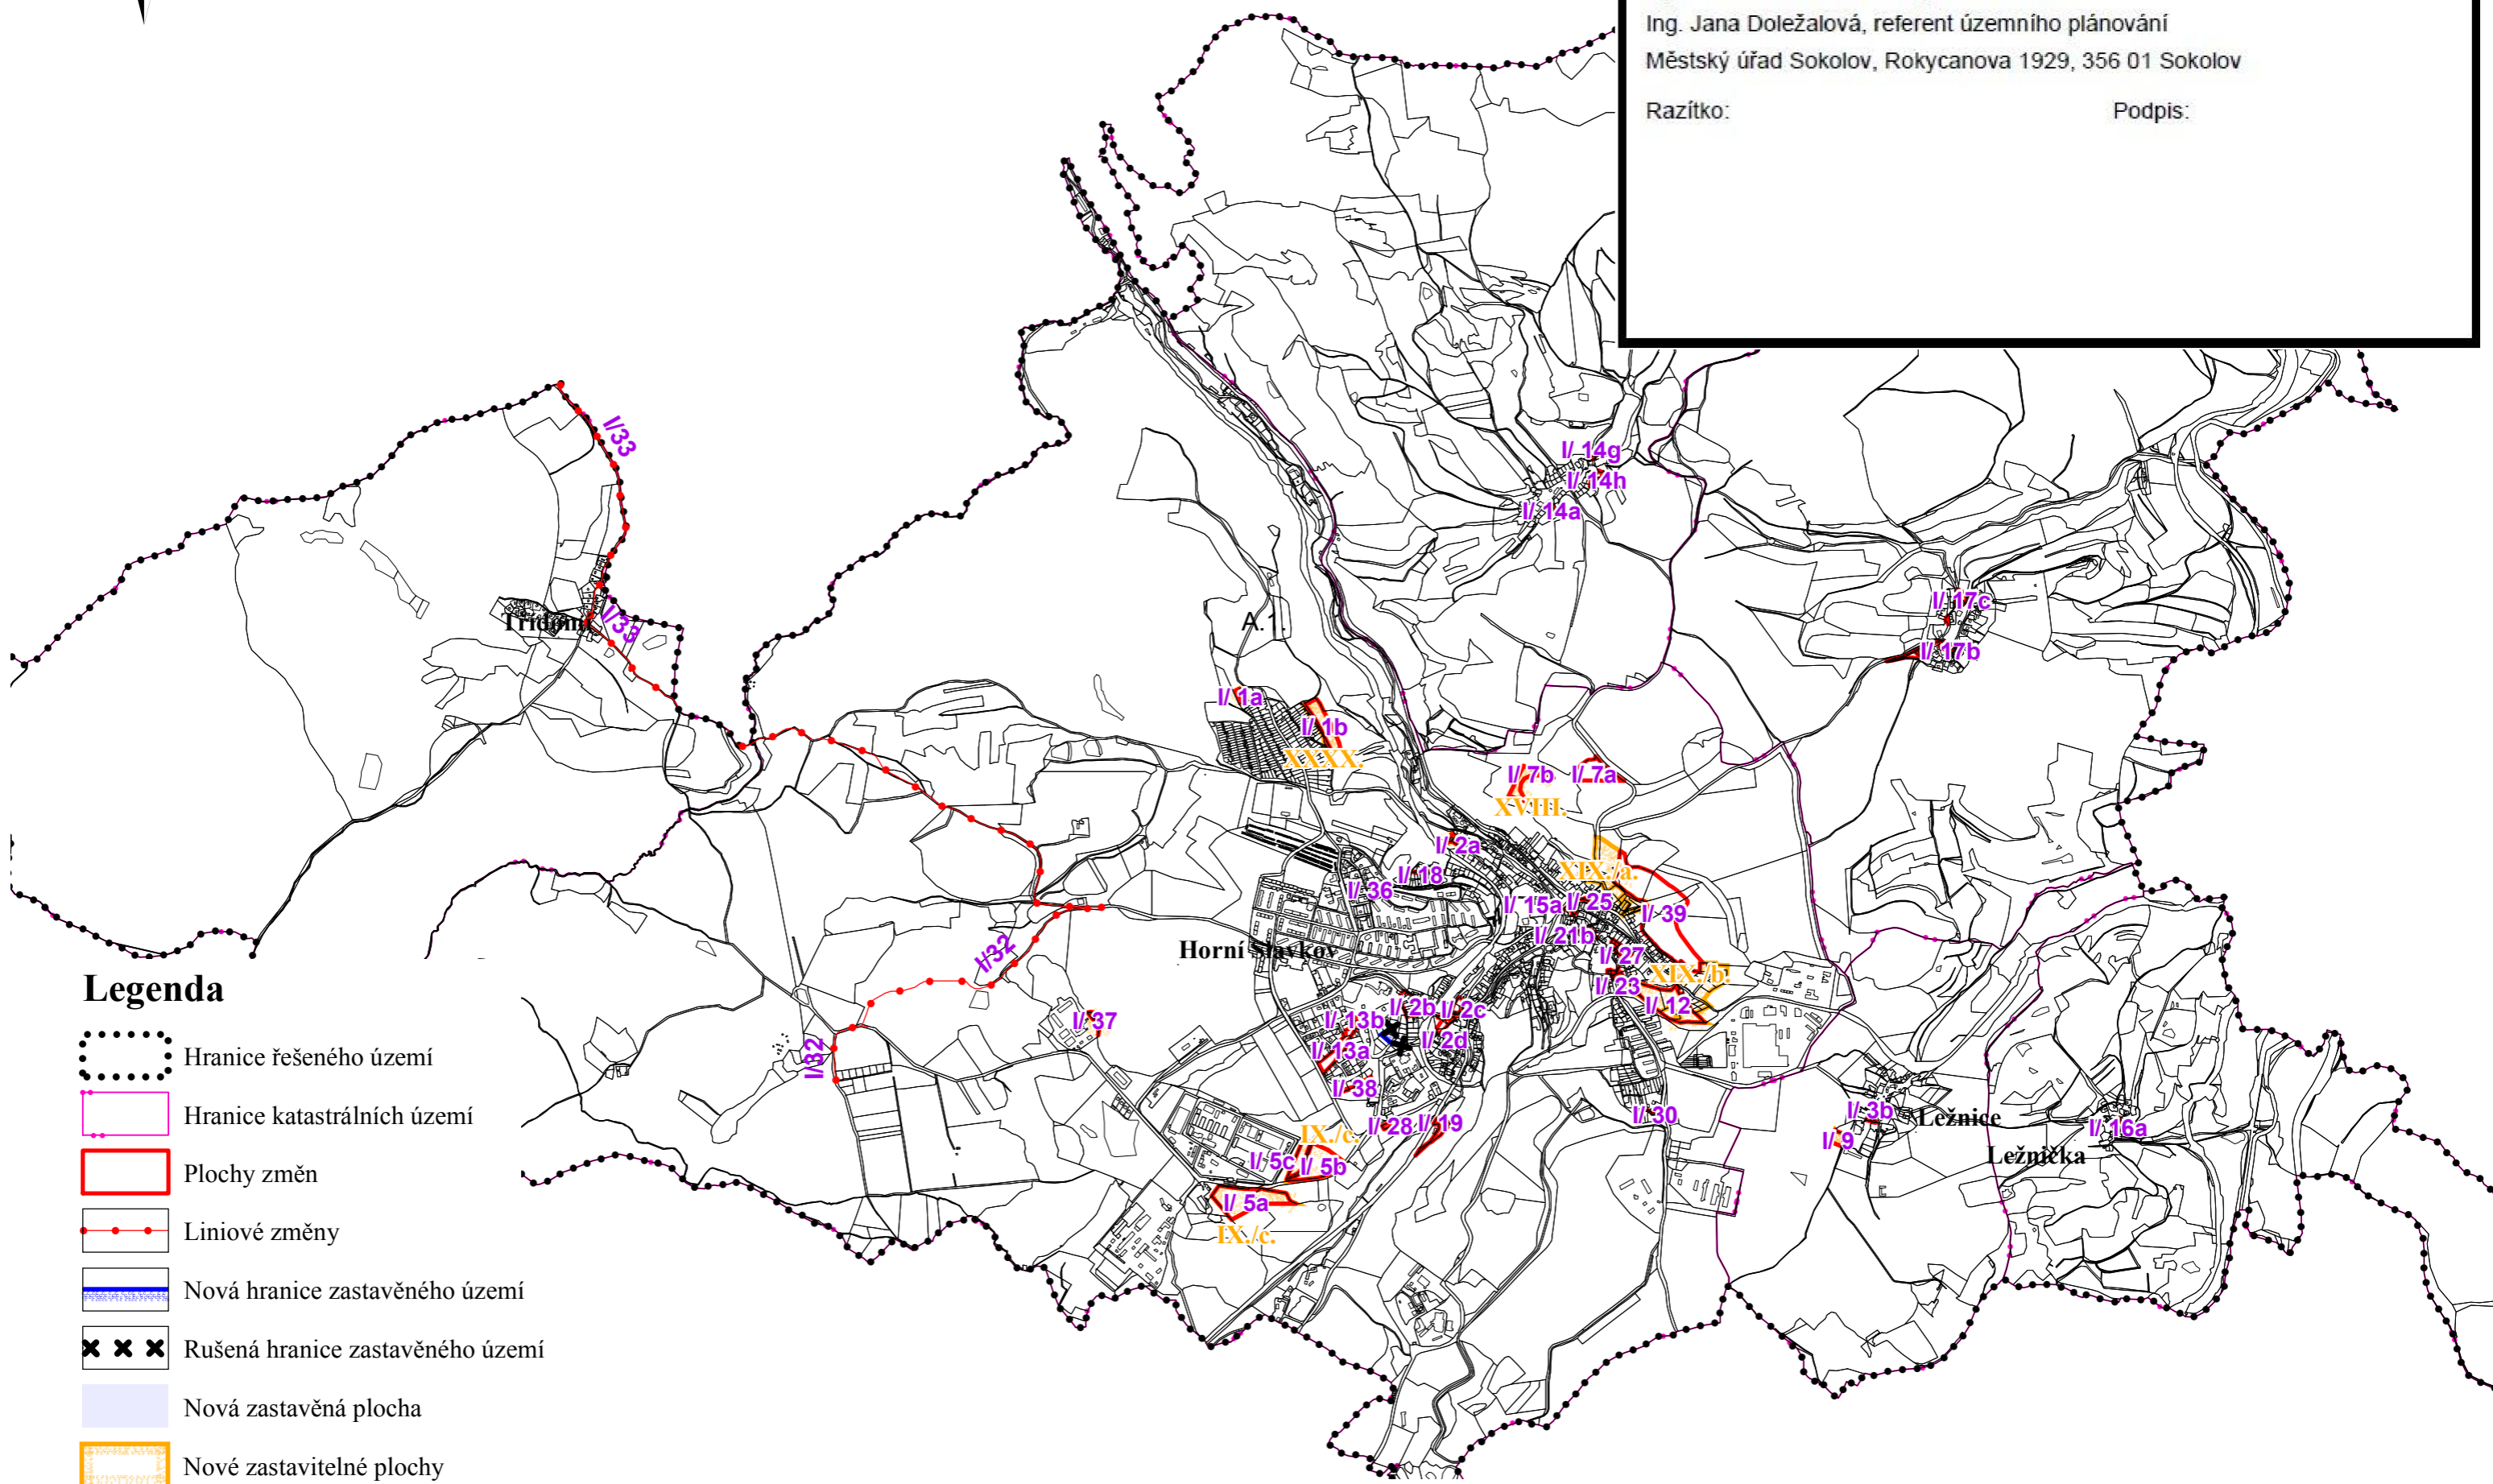 Ing. Jana Doležalová, referent územního plánování
Městský úřad Sokolov, Rokycanova 1929, 356 01 Sokolov
Razítko: Podpis:
I/33
I/ 14g
I/ 14h
I/ 14a
I/33
Třídomí
A.1.
I/ 17c
I/ 17b
I/ 1a
I/ 1b
XXXX.
I/ 7b I/ 7a
XVIII.
I/ 2a
I/ 18
XIX./a.
I/ 36
I/ 15a I/ 25
I/ 39
I/ 21b
Horní Slavkov
I/32
I/ 27
XIX./b.
I/ 23
I/ 12
I/ 2b
I/ 2c
I/ 37
I/ 13b
I/ 2d
I/ 13a
I/32
I/ 38
I/ 30
I/ 3b
Ležnice
I/ 28
I/ 19
I/ 16a
IX./c.
I/ 9
Ležnička
I/ 5c
I/ 5b
I/ 5a
IX./c.
Legenda
Hranice řešeného území
Hranice katastrálních území
Plochy změn
Liniové změny
Nová hranice zastavěného území
Rušená hranice zastavěného území
Nová zastavěná plocha
Nové zastavitelné plochy